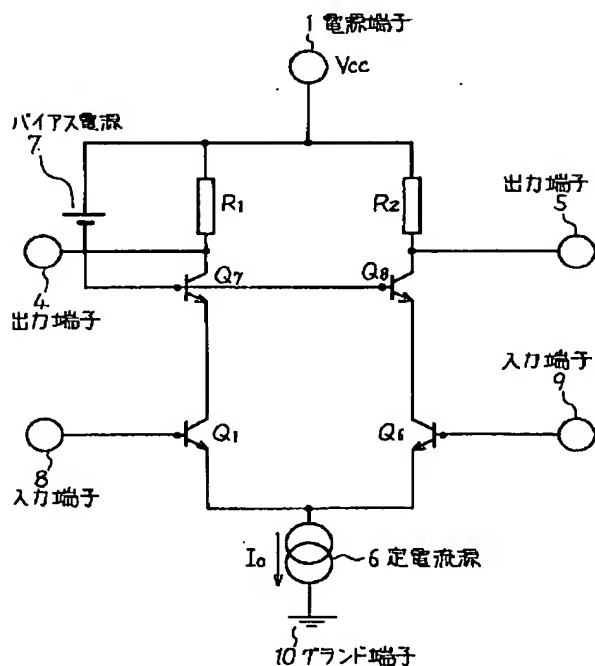 1 電源端子
Vcc
バイアス電源
7
R1
R2
出力端子
5
Q7
Q8
4
出力端子
入力端子
9
Q1
Q6
8
入力端子
Io
6 定電流源
10 グランド端子